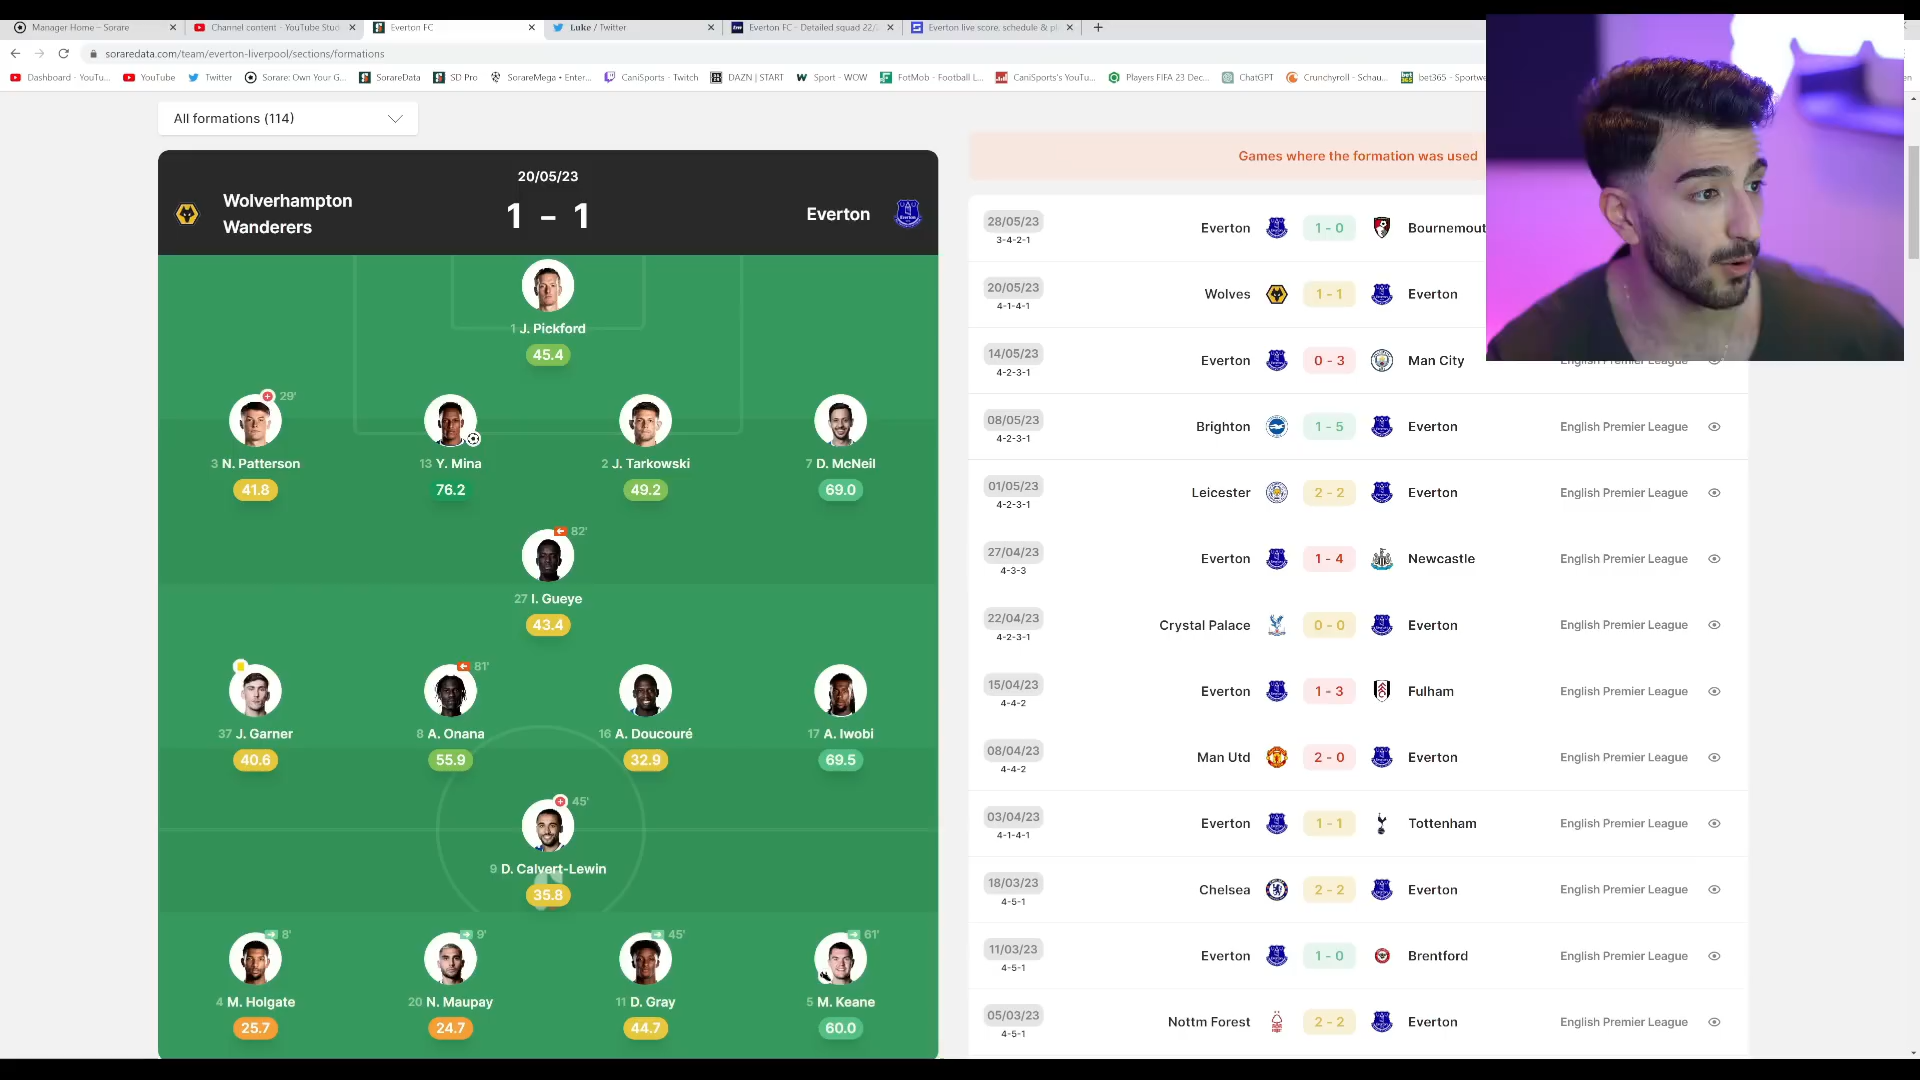 Manager Home – Sorare
Channel content - YouTube Stud
Everton FC
Luke / Twitter
Everton FC - Detailed squad 22/
Everton live score, schedule & pl
soraredata.com/team/everton-liverpool/sections/formations
Dashboard - YouTu...
YouTube
Twitter
Sorare: Own Your G...
SorareData
SD Pro
SorareMega • Enter...
CaniSports - Twitch
DAZN | START
Sport - WOW
FotMob - Football L...
CaniSports's YouTu...
Players FIFA 23 Dec...
ChatGPT
Crunchyroll - Schau...
bet365 - Sportwe
All formations (114)
20/05/23
Wolverhampton
Wanderers
1 - 1
Everton
1 J. Pickford
45.4
29'
3 N. Patterson
41.8
13 Y. Mina
76.2
2 J. Tarkowski
49.2
7 D. McNeil
69.0
82'
27 I. Gueye
43.4
81'
37 J. Garner
40.6
8 A. Onana
55.9
16 A. Doucouré
32.9
17 A. Iwobi
69.5
45'
9 D. Calvert-Lewin
35.8
8'
4 M. Holgate
25.7
9'
20 N. Maupay
24.7
45'
11 D. Gray
44.7
61'
5 M. Keane
60.0
Games where the formation was used
28/05/23
3-4-2-1
Everton 1 - 0 Bournemout
20/05/23
4-1-4-1
Wolves 1 - 1 Everton
14/05/23
4-2-3-1
Everton 0 - 3 Man City English Premier League
08/05/23
4-2-3-1
Brighton 1 - 5 Everton English Premier League
01/05/23
4-2-3-1
Leicester 2 - 2 Everton English Premier League
27/04/23
4-3-3
Everton 1 - 4 Newcastle English Premier League
22/04/23
4-2-3-1
Crystal Palace 0 - 0 Everton English Premier League
15/04/23
4-4-2
Everton 1 - 3 Fulham English Premier League
08/04/23
4-4-2
Man Utd 2 - 0 Everton English Premier League
03/04/23
4-1-4-1
Everton 1 - 1 Tottenham English Premier League
18/03/23
4-5-1
Chelsea 2 - 2 Everton English Premier League
11/03/23
4-5-1
Everton 1 - 0 Brentford English Premier League
05/03/23
4-5-1
Nottm Forest 2 - 2 Everton English Premier League